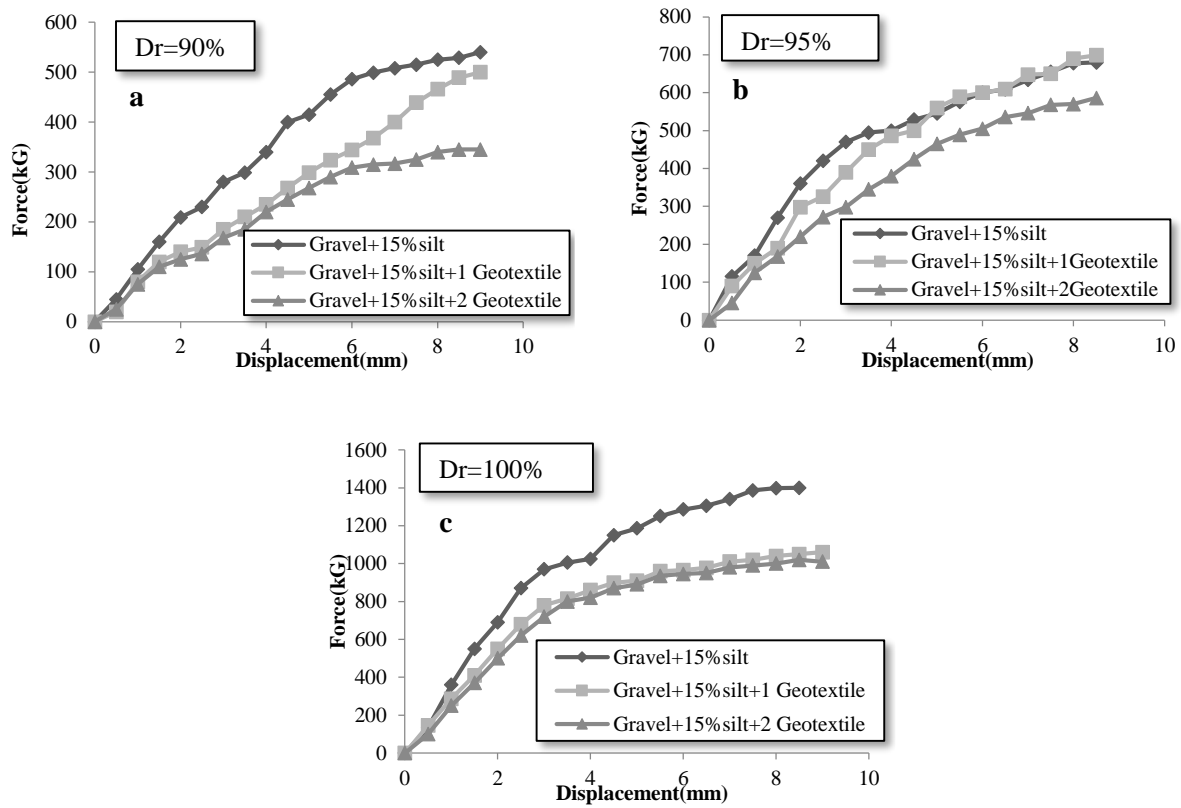 Dr=90%
a
Force(kG)
600
500
400
300
200
100
0
Gravel+15%silt
Gravel+15%silt+1 Geotextile
Gravel+15%silt+2 Geotextile
0 2 4 6 8 10
Displacement(mm)
Dr=95%
b
Force(kG)
800
700
600
500
400
300
200
100
0
Gravel+15%silt
Gravel+15%silt+1Geotextile
Gravel+15%silt+2Geotextile
0 2 4 6 8 10
Displacement(mm)
Dr=100%
c
Force(kG)
1600
1400
1200
1000
800
600
400
200
0
Gravel+15%silt
Gravel+15%silt+1 Geotextile
Gravel+15%silt+2 Geotextile
0 2 4 6 8 10
Displacement(mm)